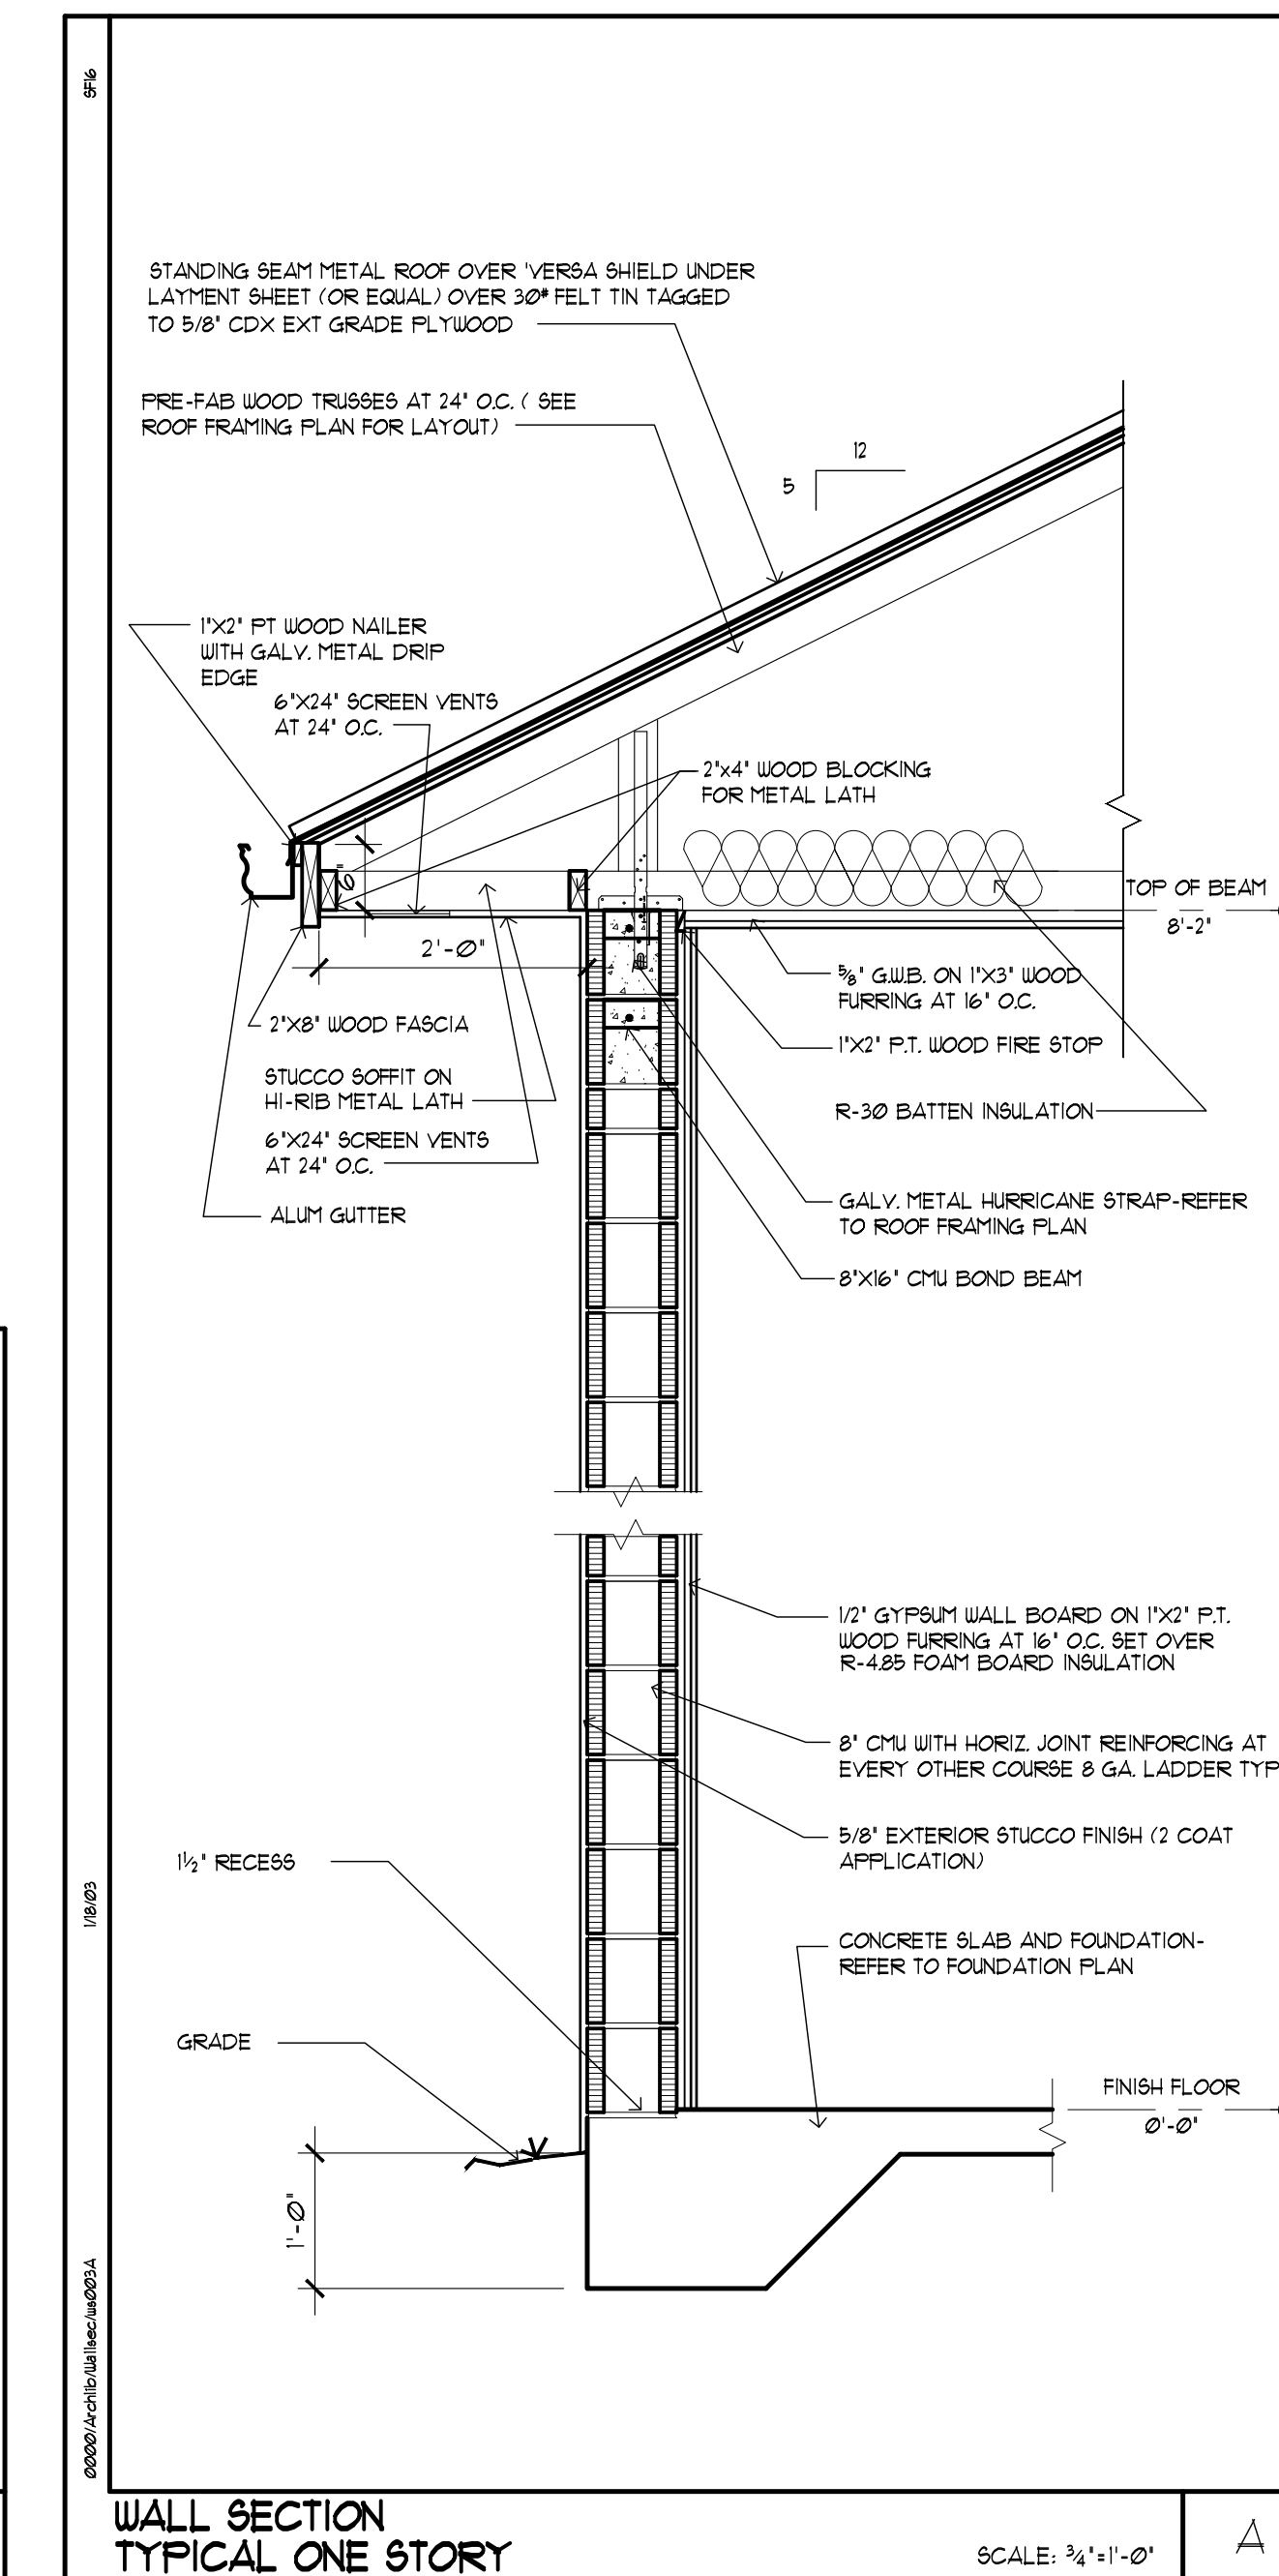 SF16
STANDING SEAM METAL ROOF OVER 'VERSA SHIELD UNDER
LAYMENT SHEET (OR EQUAL) OVER 30# FELT TIN TAGGED
TO 5/8" CDX EXT GRADE PLYWOOD
PRE-FAB WOOD TRUSSES AT 24" O.C. ( SEE
ROOF FRAMING PLAN FOR LAYOUT)
12
5
1"X2" PT WOOD NAILER
WITH GALV. METAL DRIP
EDGE
6"X24" SCREEN VENTS
AT 24" O.C.
2"x4" WOOD BLOCKING
FOR METAL LATH
6"
TOP OF BEAM
8'-2"
2'-0"
5/8" G.W.B. ON 1"X3" WOOD
FURRING AT 16" O.C.
2"X8" WOOD FASCIA
1"X2" P.T. WOOD FIRE STOP
STUCCO SOFFIT ON
HI-RIB METAL LATH
R-30 BATTEN INSULATION
6"X24" SCREEN VENTS
AT 24" O.C.
ALUM GUTTER
GALV. METAL HURRICANE STRAP-REFER
TO ROOF FRAMING PLAN
8"X16" CMU BOND BEAM
1/2" GYPSUM WALL BOARD ON 1"X2" P.T.
WOOD FURRING AT 16" O.C. SET OVER
R-4.85 FOAM BOARD INSULATION
8" CMU WITH HORIZ. JOINT REINFORCING AT
EVERY OTHER COURSE 8 GA. LADDER TYP
5/8" EXTERIOR STUCCO FINISH (2 COAT
APPLICATION)
1½" RECESS
1/18/03
CONCRETE SLAB AND FOUNDATION-
REFER TO FOUNDATION PLAN
GRADE
FINISH FLOOR
0'-0"
1'-0"
0000/Archlib/Wallsec/ws003A
WALL SECTION
TYPICAL ONE STORY
SCALE: 3/4"=1'-0"
A